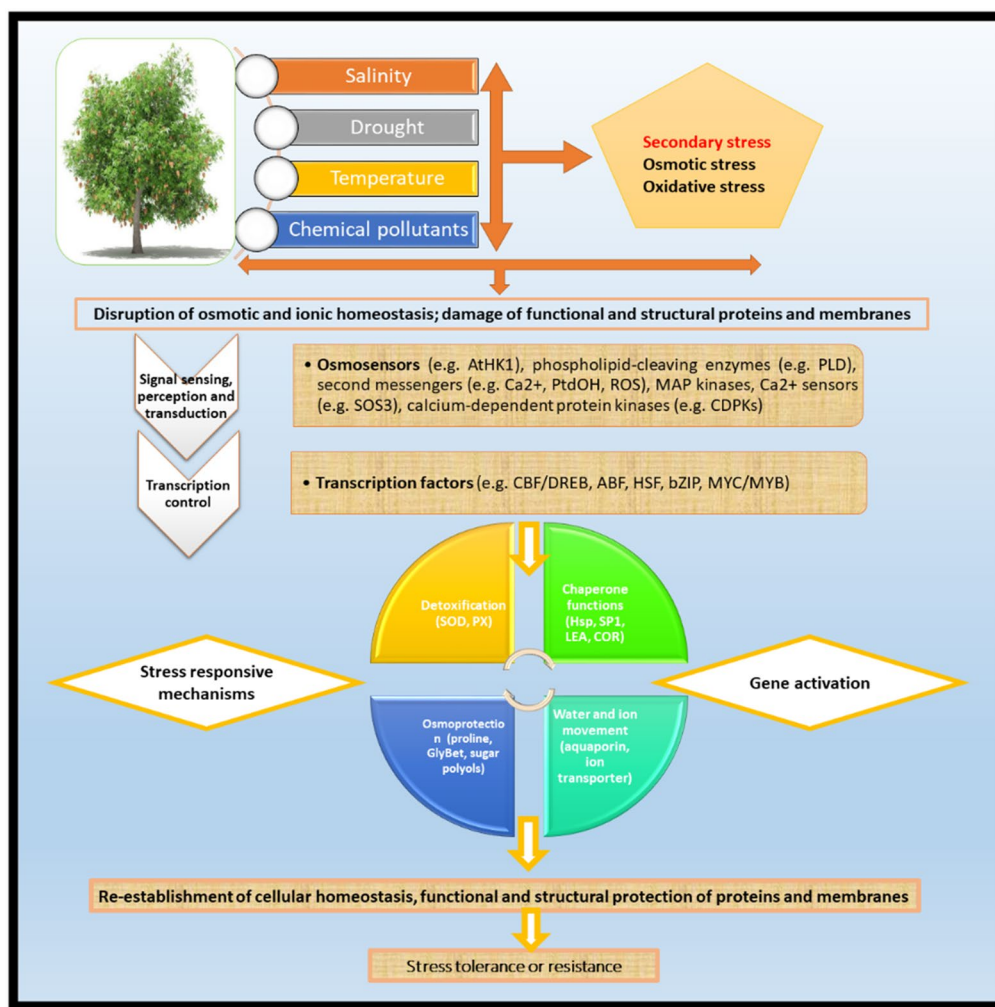 Salinity
Drought
Temperature
Chemical pollutants
Secondary stress
Osmotic stress
Oxidative stress
Disruption of osmotic and ionic homeostasis; damage of functional and structural proteins and membranes
Signal sensing,
perception and
transduction
• Osmosensors (e.g. AtHK1), phospholipid-cleaving enzymes (e.g. PLD),
second messengers (e.g. Ca2+, PtdOH, ROS), MAP kinases, Ca2+ sensors
(e.g. SOS3), calcium-dependent protein kinases (e.g. CDPKs)
Transcription
control
• Transcription factors (e.g. CBF/DREB, ABF, HSF, bZIP, MYC/MYB)
Detoxification
(SOD, PX)
Chaperone
functions
(Hsp, SP1,
LEA, COR)
Stress responsive
mechanisms
Gene activation
Osmoprotectio
n (proline,
GlyBet, sugar
polyols)
Water and ion
movement
(aquaporin,
ion
transporter)
Re-establishment of cellular homeostasis, functional and structural protection of proteins and membranes
Stress tolerance or resistance